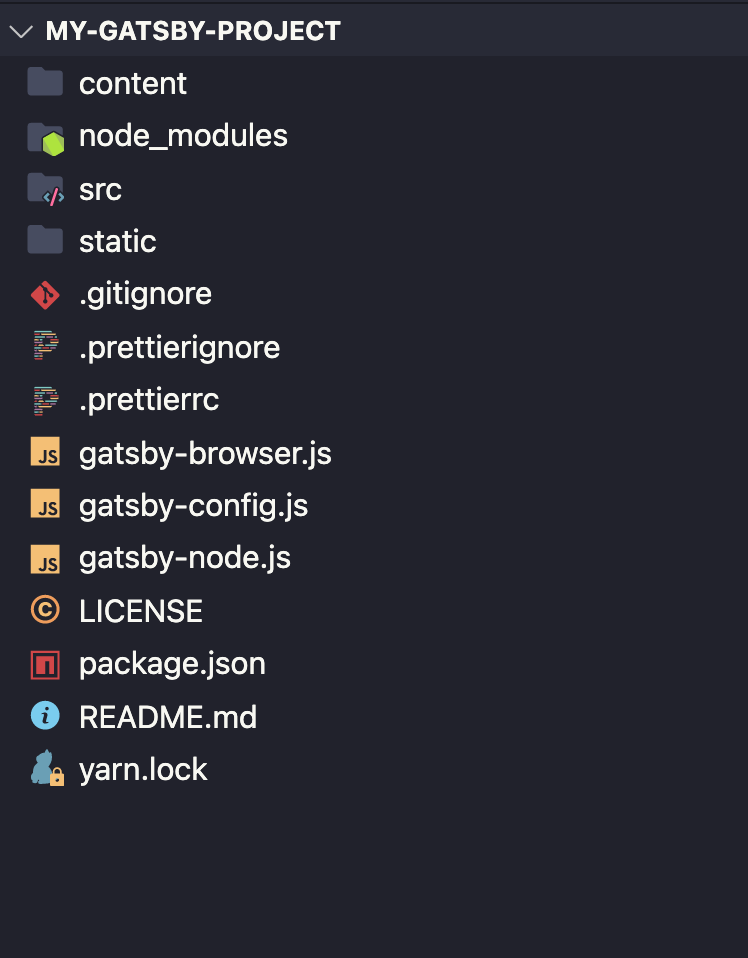 MY-GATSBY-PROJECT
content
node_modules
src
static
.gitignore
.prettierignore
.prettierrc
JS gatsby-browser.js
JS gatsby-config.js
JS gatsby-node.js
LICENSE
package.json
README.md
yarn.lock